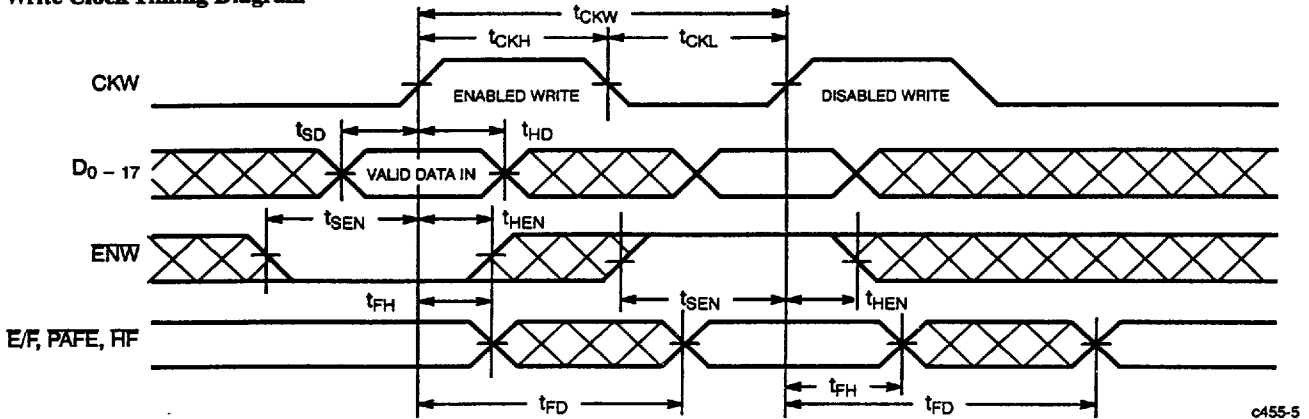 Write Clock Timing Diagram
tCKW
tCKH
tCKL
CKW
ENABLED WRITE
DISABLED WRITE
tSD
tHD
D0 – 17
VALID DATA IN
tSEN
tHEN
ENW
tFH
tSEN
tHEN
E/F, PAFE, HF
tFH
tFD
tFD
c455-5